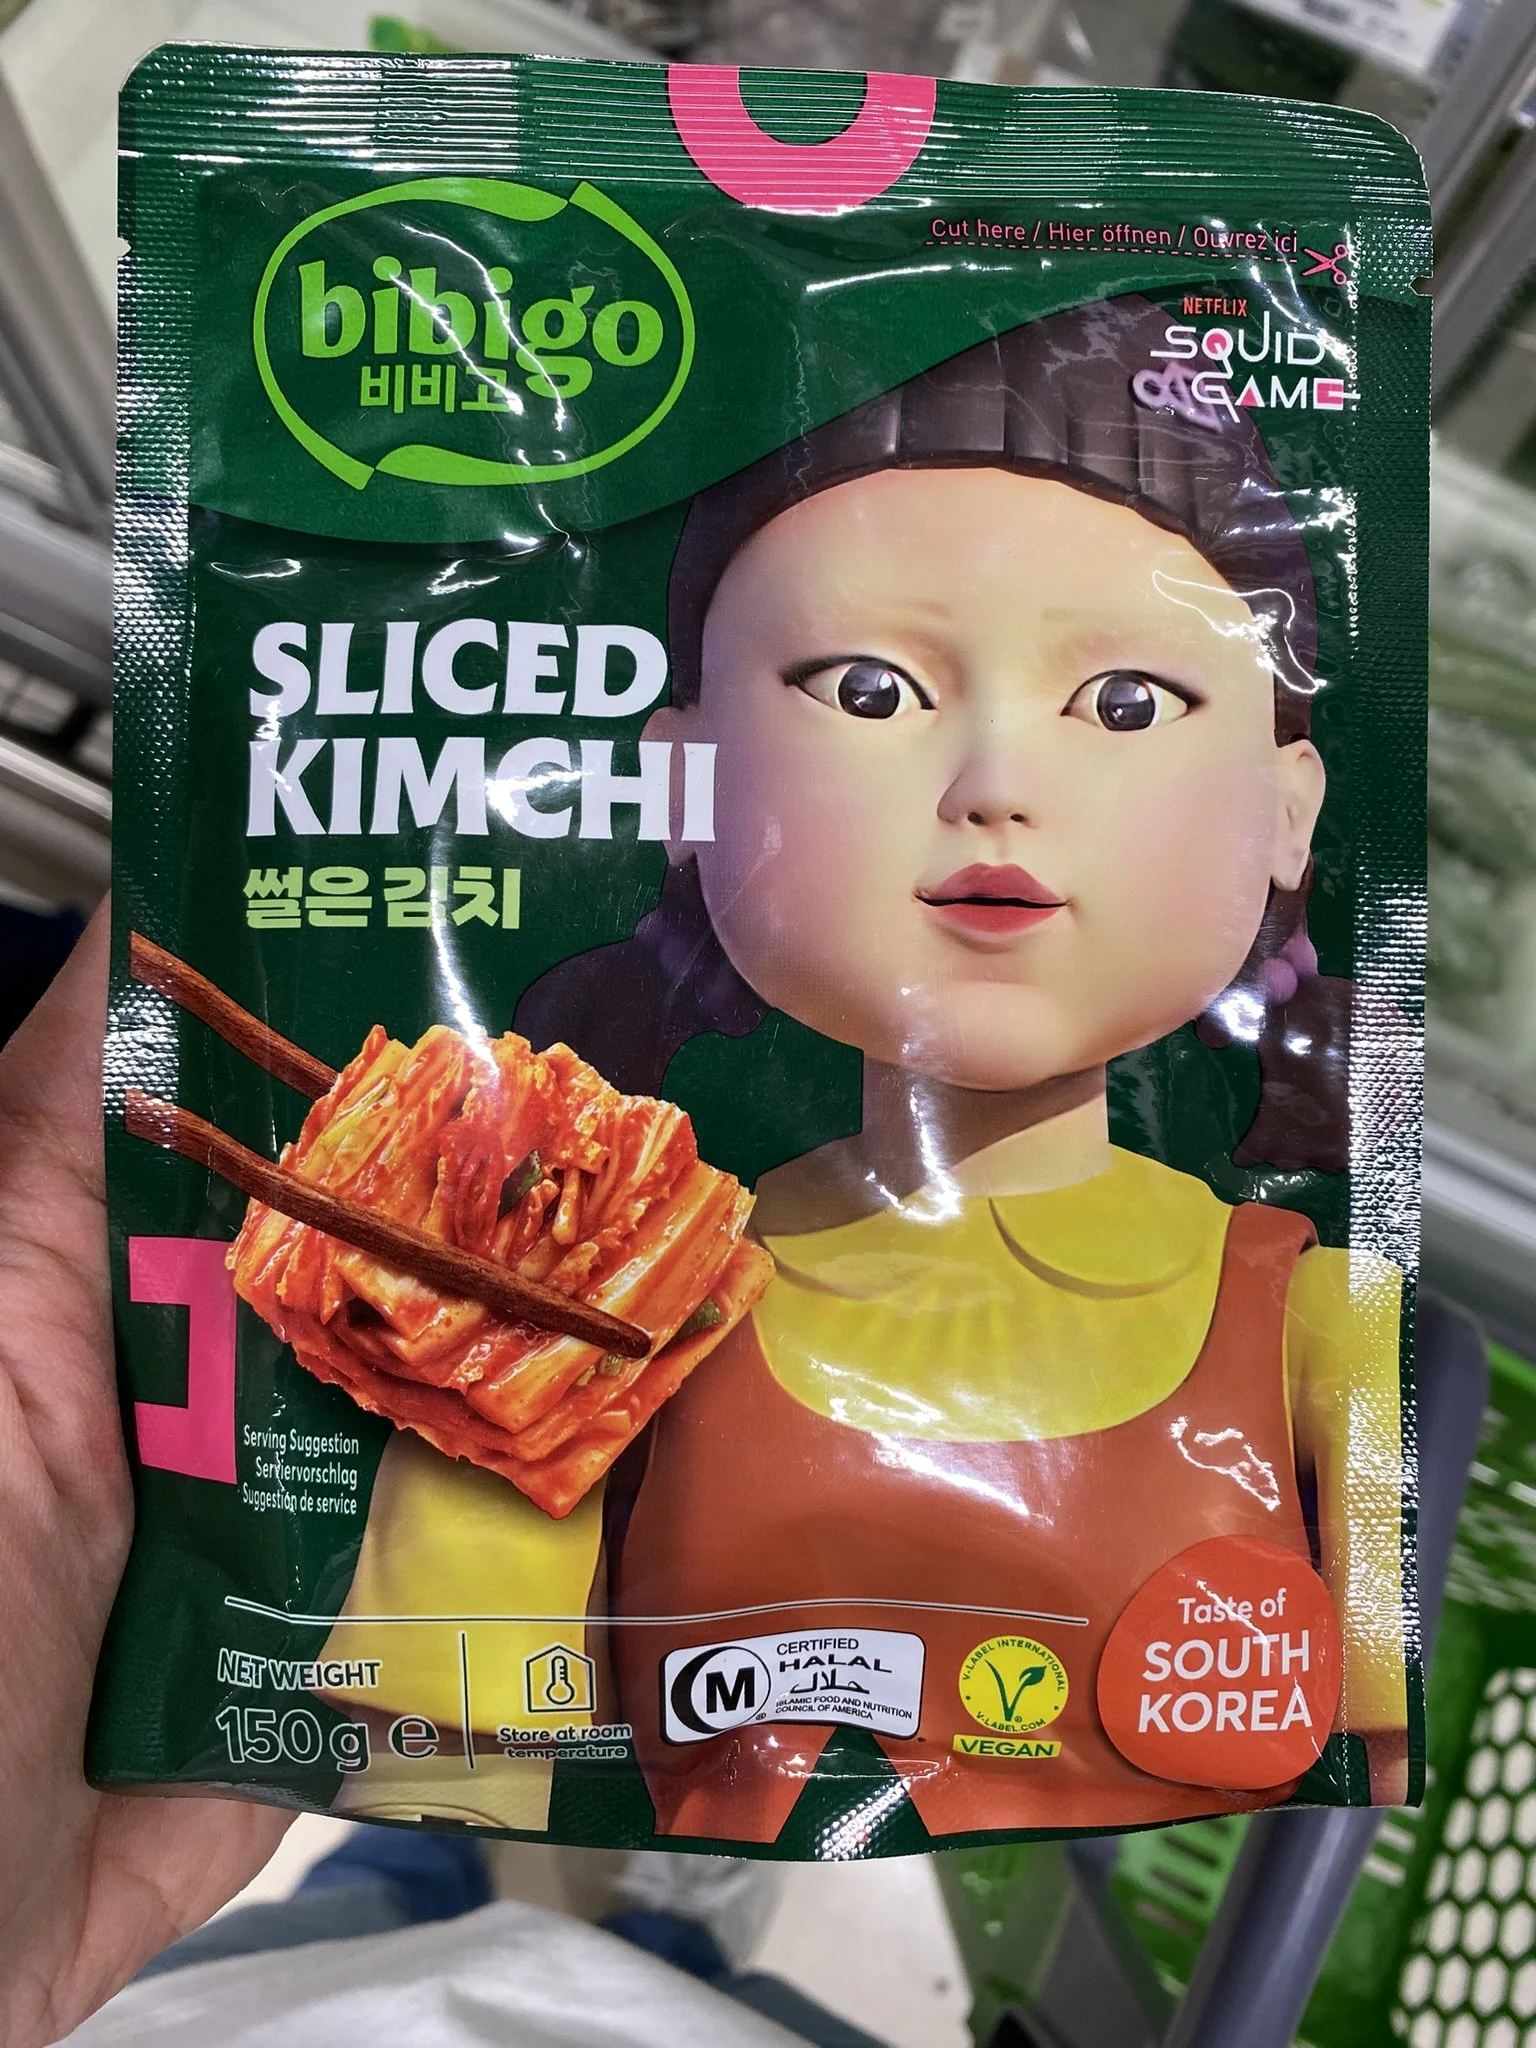 Cut here / Hier öffnen / Ouvrez ici
bibigo
비비고
NETFLIX
SQUID
GAME
SLICED
KIMCHI
썰은 김치
Serving Suggestion
Serviervorschlag
Suggestion de service
NET WEIGHT
150g e
Store at room
temperature
M
®
CERTIFIED
HALAL
حلال
ISLAMIC FOOD AND NUTRITION
COUNCIL OF AMERICA
V-LABEL INTERNATIONAL
V-LABEL.COM
VEGAN
Taste of
SOUTH
KOREA